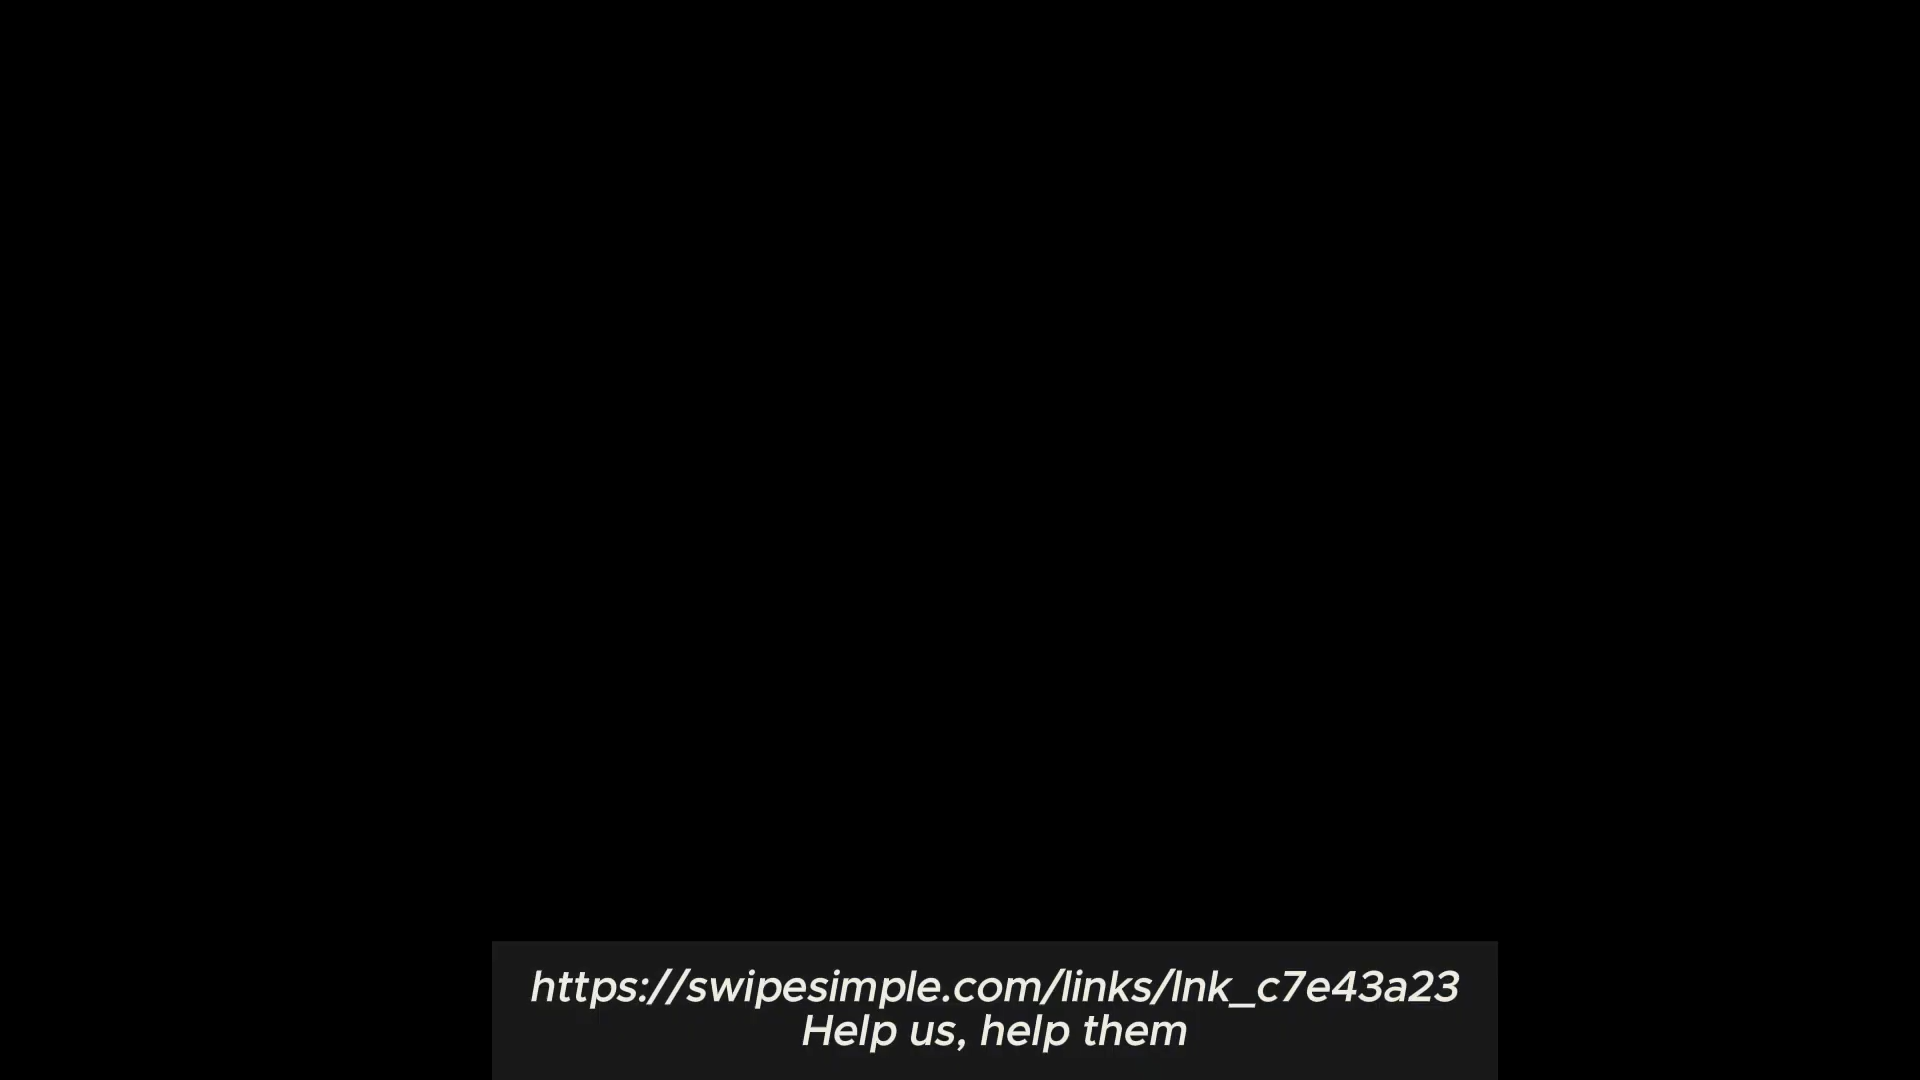 https://swipesimple.com/links/lnk_c7e43a23
Help us, help them